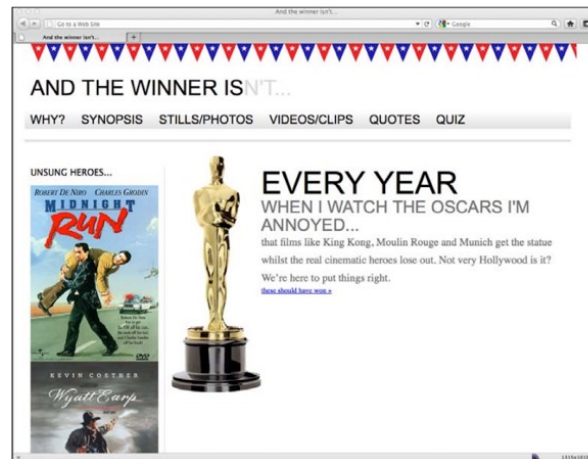 And the winner isn't...
Go to a Web Site
Google
And the winner isn't...
AND THE WINNER ISN'T...
WHY? SYNOPSIS STILLS/PHOTOS VIDEOS/CLIPS QUOTES QUIZ
UNSUNG HEROES...
ROBERT DE NIRO CHARLES GRODIN
MIDNIGHT
RUN
DVD
KEVIN COSTNER
Wyatt Earp
EVERY YEAR
WHEN I WATCH THE OSCARS I'M
ANNOYED...
that films like King Kong, Moulin Rouge and Munich get the statue
whilst the real cinematic heroes lose out. Not very Hollywood is it?
We're here to put things right.
these should have won »